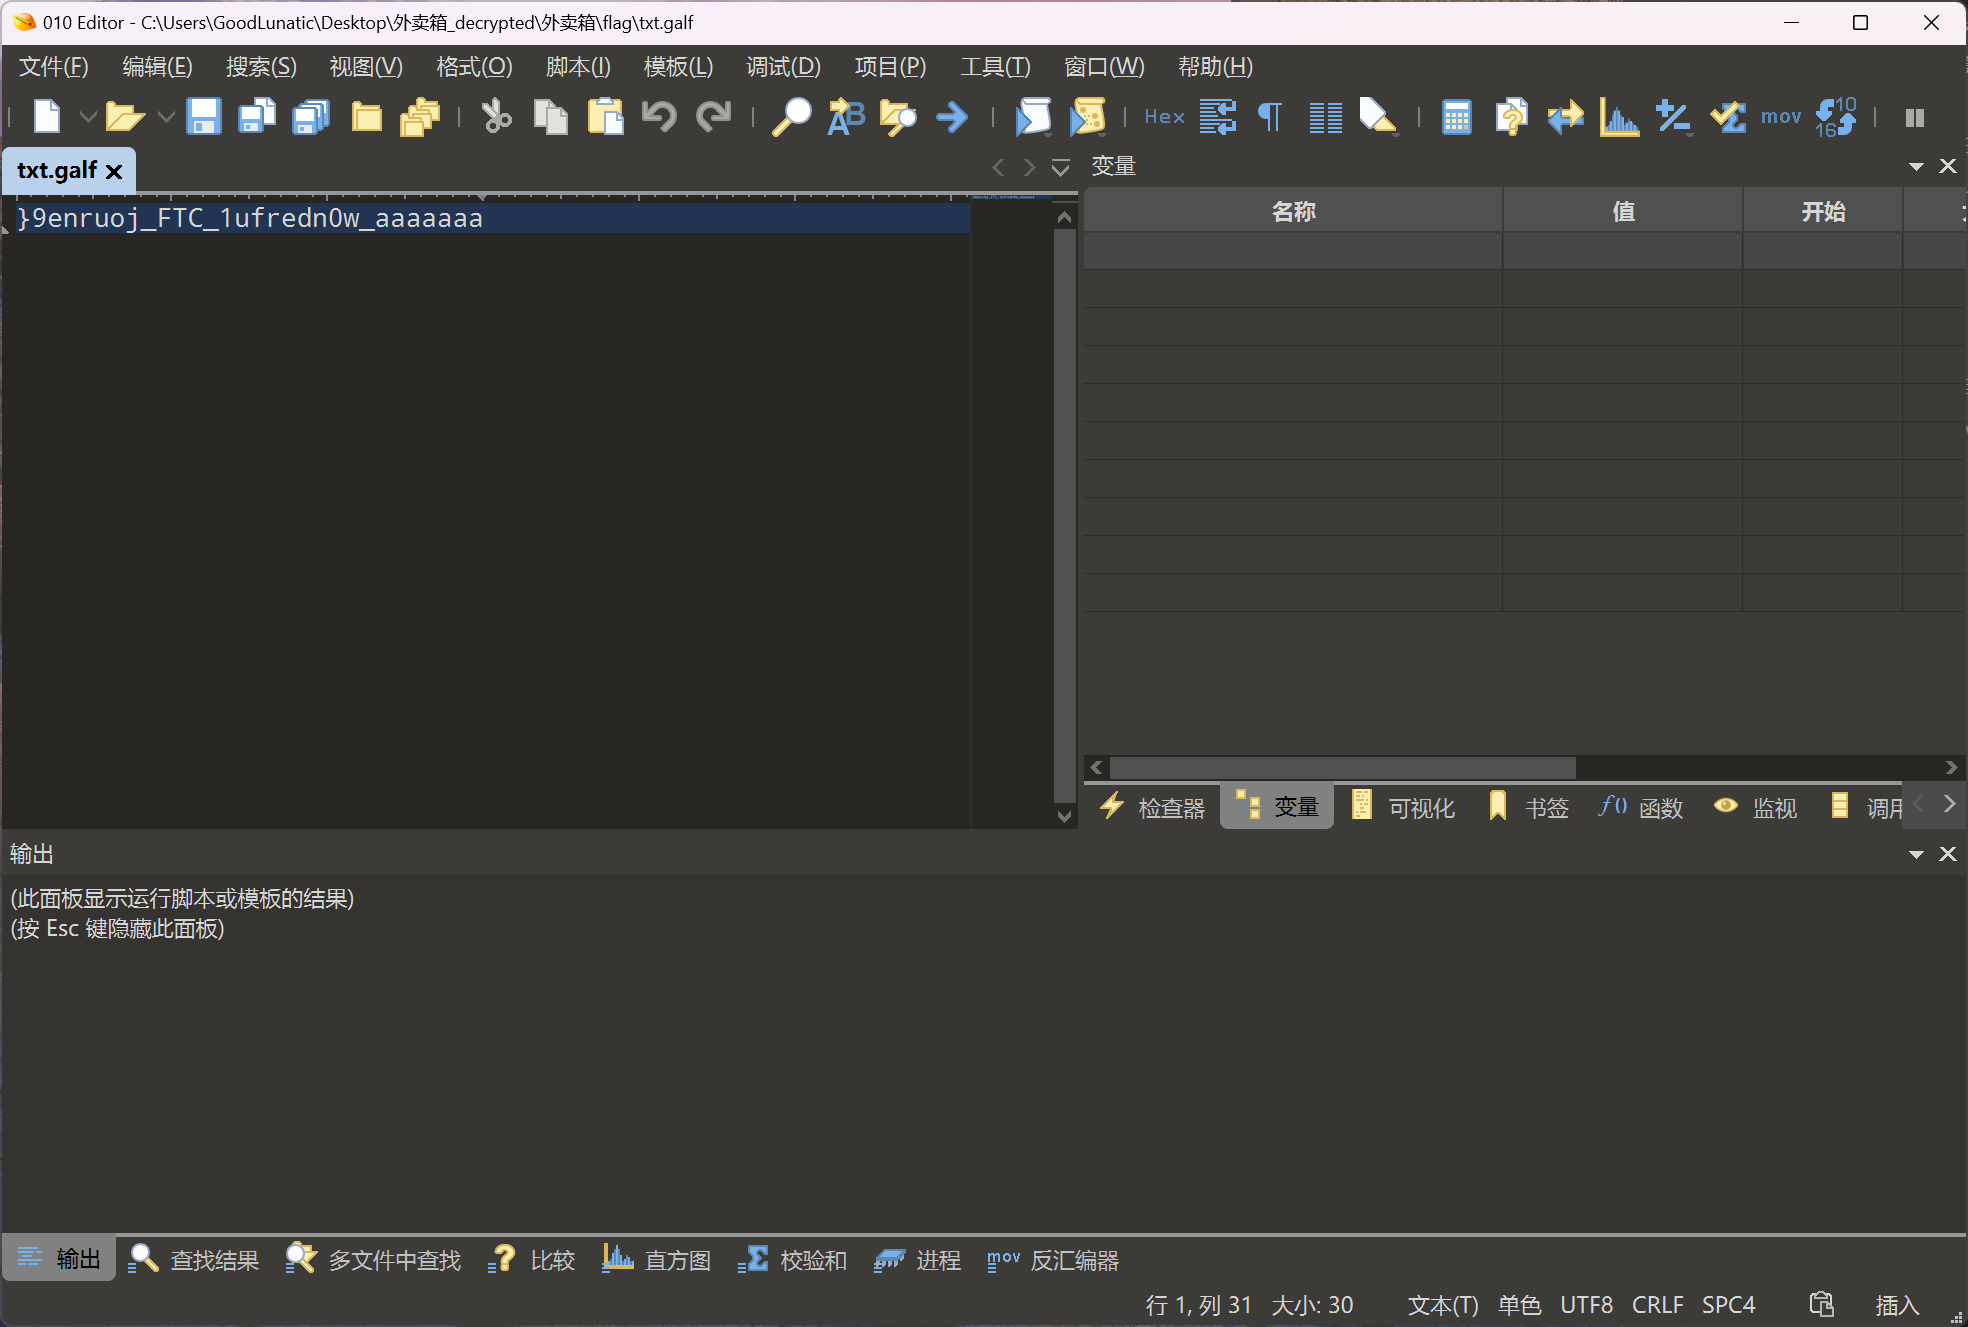 010 Editor - C:\Users\GoodLunatic\Desktop\外卖箱_decrypted\外卖箱\flag\txt.galf
文件(F) 编辑(E) 搜索(S) 视图(V) 格式(O) 脚本(I) 模板(L) 调试(D) 项目(P) 工具(T) 窗口(W) 帮助(H)
Hex mov
txt.galf
}9enruoj_FTC_1ufredn0w_aaaaaaa
变量
名称 值 开始
检查器 变量 可视化 书签 f() 函数 监视 调用
输出
(此面板显示运行脚本或模板的结果)
(按 Esc 键隐藏此面板)
输出 查找结果 多文件中查找 比较 直方图 校验和 进程 mov 反汇编器
行 1, 列 31 大小: 30 文本(T) 单色 UTF8 CRLF SPC4 插入